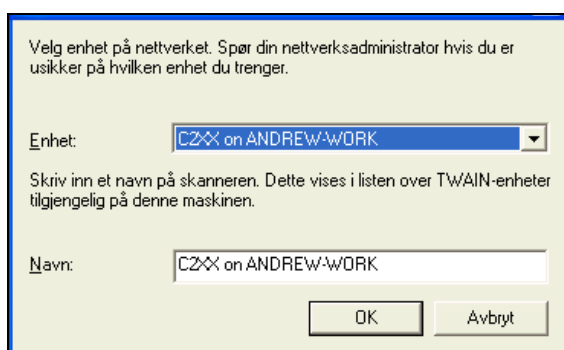 Velg enhet på nettverket. Spør din nettverksadministrator hvis du er
usikker på hvilken enhet du trenger.
Enhet: C2XX on ANDREW-WORK
Skriv inn et navn på skanneren. Dette vises i listen over TWAIN-enheter
tilgjengelig på denne maskinen.
Navn: C2XX on ANDREW-WORK
OK Avbryt